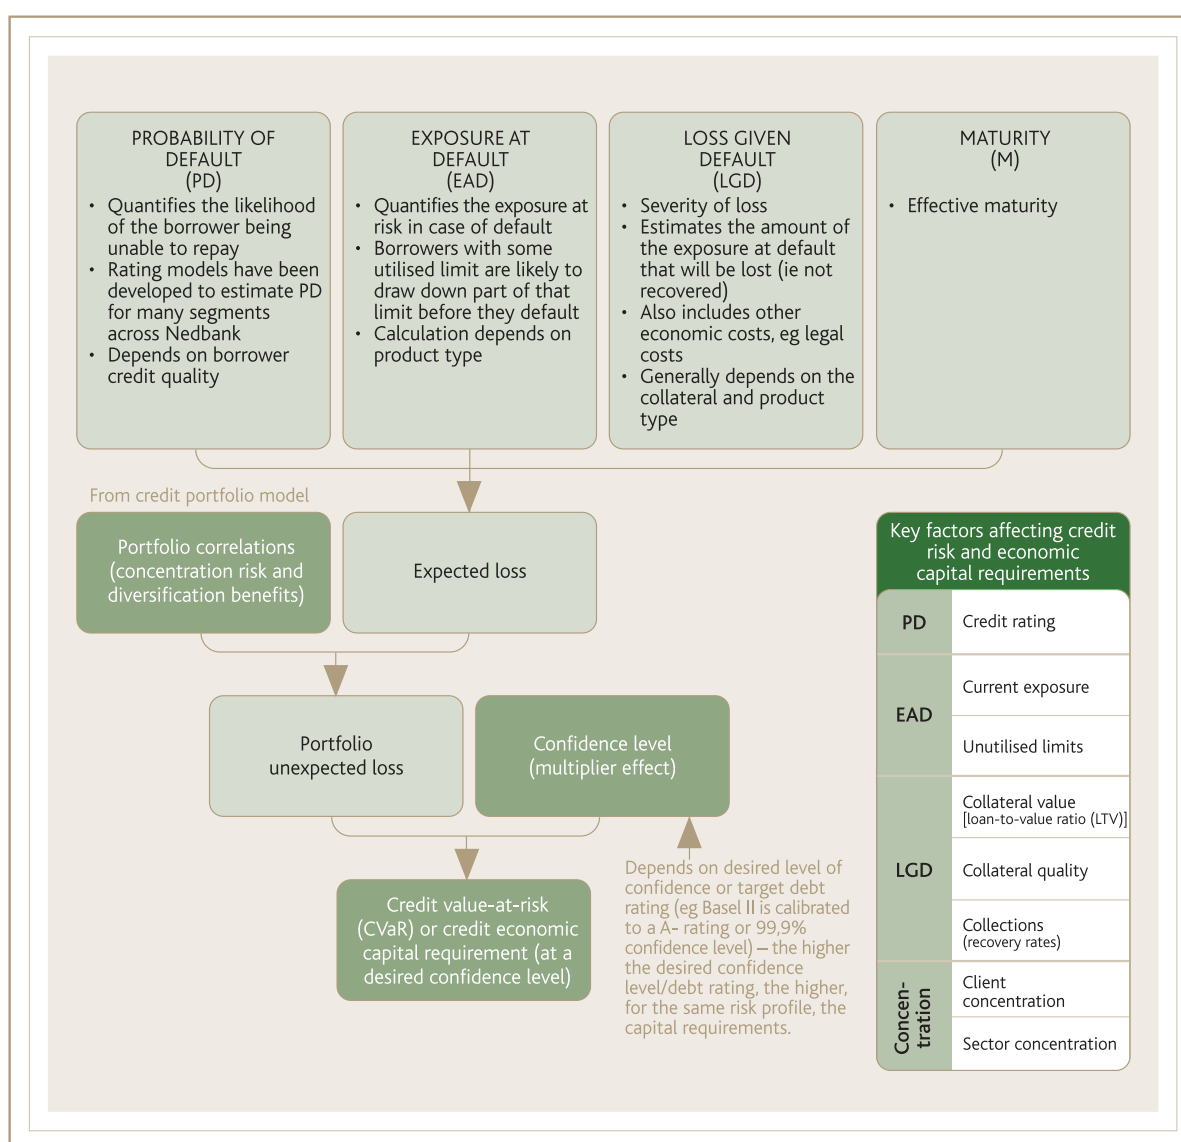 PROBABILITY OF
DEFAULT
(PD)
• Quantifies the likelihood
of the borrower being
unable to repay
• Rating models have been
developed to estimate PD
for many segments
across Nedbank
• Depends on borrower
credit quality
EXPOSURE AT
DEFAULT
(EAD)
• Quantifies the exposure at
risk in case of default
• Borrowers with some
utilised limit are likely to
draw down part of that
limit before they default
• Calculation depends on
product type
LOSS GIVEN
DEFAULT
(LGD)
• Severity of loss
• Estimates the amount of
the exposure at default
that will be lost (ie not
recovered)
• Also includes other
economic costs, eg legal
costs
• Generally depends on the
collateral and product
type
MATURITY
(M)
• Effective maturity
From credit portfolio model
Portfolio correlations
(concentration risk and
diversification benefits)
Expected loss
Portfolio
unexpected loss
Confidence level
(multiplier effect)
Credit value-at-risk
(CVaR) or credit economic
capital requirement (at a
desired confidence level)
Depends on desired level of
confidence or target debt
rating (eg Basel II is calibrated
to a A- rating or 99,9%
confidence level) – the higher
the desired confidence
level/debt rating, the higher,
for the same risk profile, the
capital requirements.
Key factors affecting credit
risk and economic
capital requirements
PD
Credit rating
EAD
Current exposure
Unutilised limits
LGD
Collateral value
[loan-to-value ratio (LTV)]
Collateral quality
Collections
(recovery rates)
Concen-
tration
Client
concentration
Sector concentration